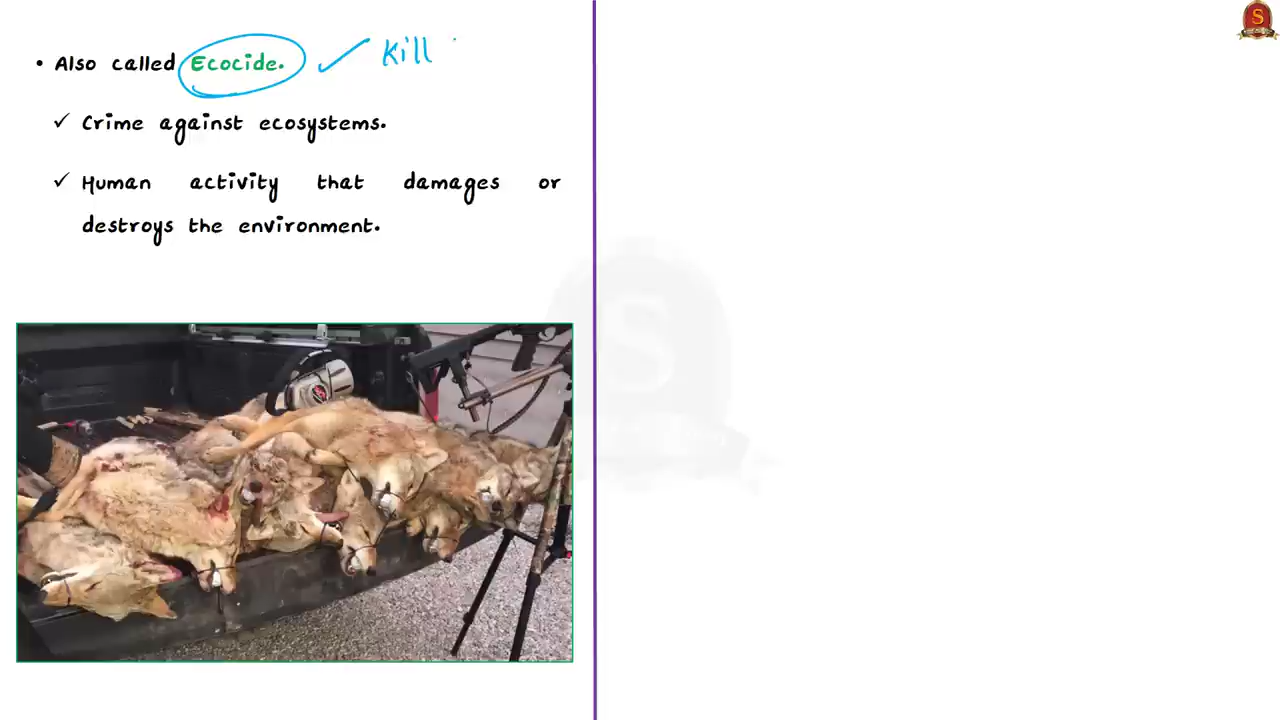 • Also called Ecocide. ✓ Kill
✓ Crime against ecosystems.
✓ Human activity that damages or
destroys the environment.
S
S